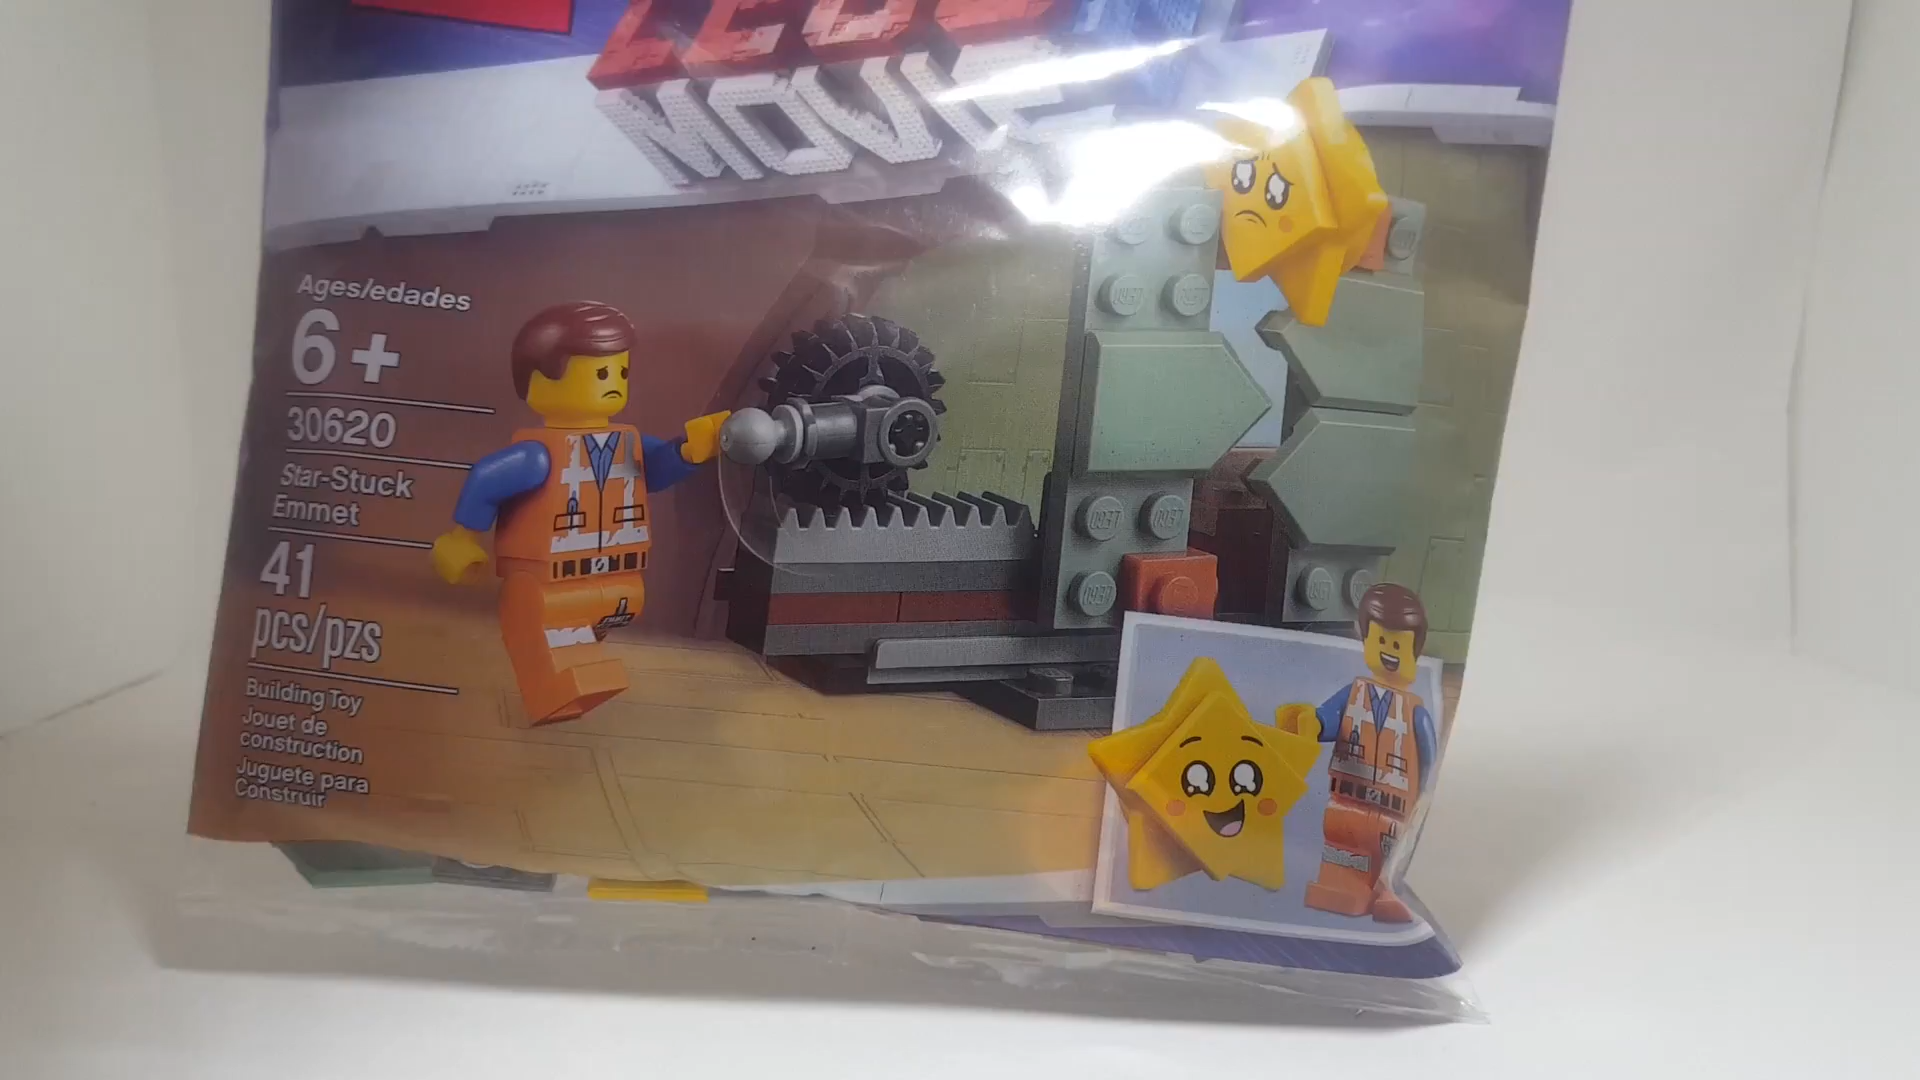 LEGO
MOVIE
Ages/edades
6+
30620
Star-Stuck
Emmet
41
pcs/pzs
Building Toy
Jouet de
construction
Juguete para
Construir